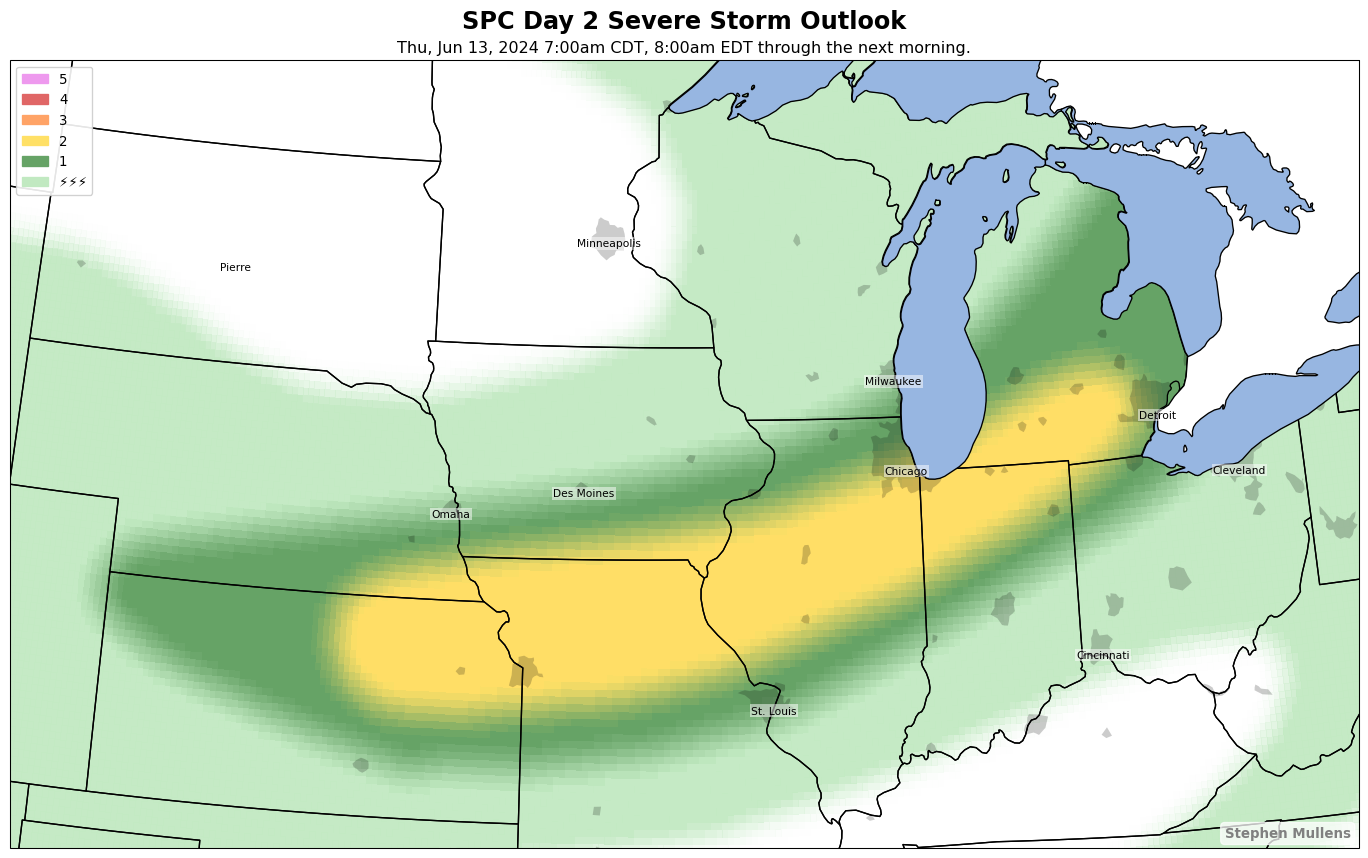 SPC Day 2 Severe Storm Outlook
Thu, Jun 13, 2024 7:00am CDT, 8:00am EDT through the next morning.
5
4
3
2
1
⚡⚡⚡
Minneapolis
Pierre
Milwaukee
Detroit
Chicago
Cleveland
Des Moines
Omaha
Cincinnati
St. Louis
Stephen Mullens